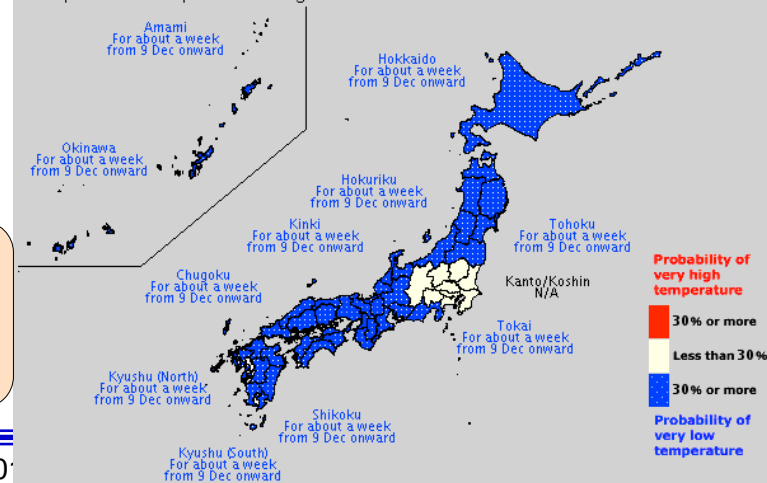 Amami
For about a week
from 9 Dec onward
Hokkaido
For about a week
from 9 Dec onward
Okinawa
For about a week
from 9 Dec onward
Hokuriku
For about a week
from 9 Dec onward
Kinki
For about a week
from 9 Dec onward
Tohoku
For about a week
from 9 Dec onward
Chugoku
For about a week
from 9 Dec onward
Kanto/Koshin
N/A
Tokai
For about a week
from 9 Dec onward
Kyushu (North)
For about a week
from 9 Dec onward
Shikoku
For about a week
from 9 Dec onward
Kyushu (South)
For about a week
from 9 Dec onward
Probability of
very high
temperature
30% or more
Less than 30%
30% or more
Probability of
very low
temperature